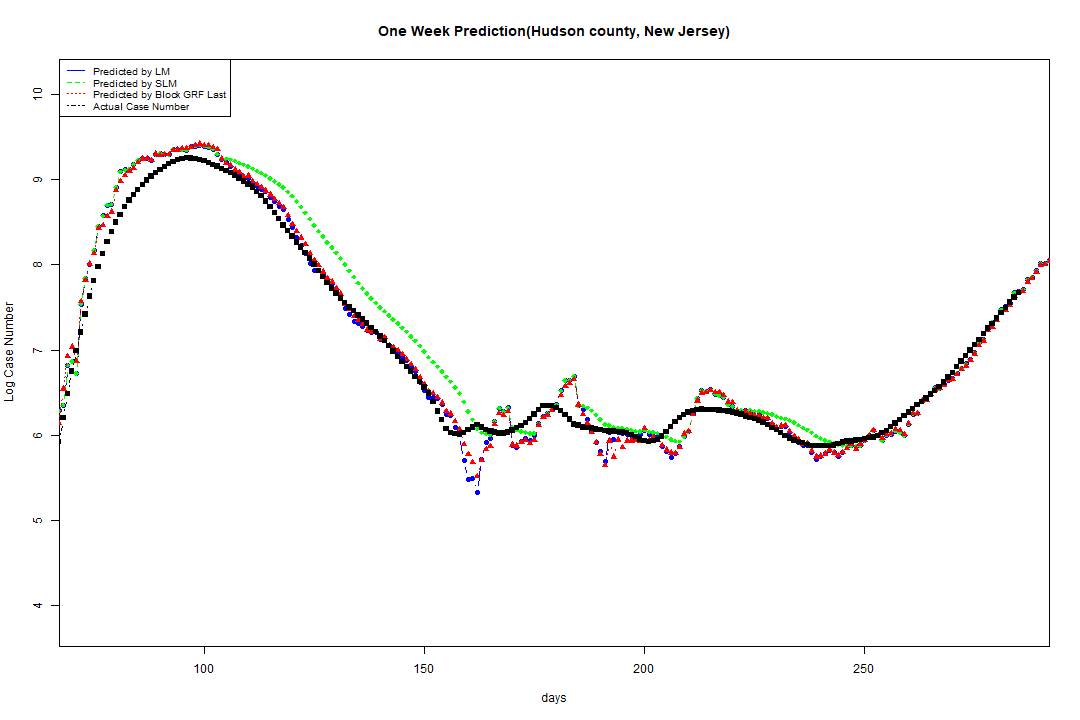 One Week Prediction(Hudson county, New Jersey)
Predicted by LM
Predicted by SLM
Predicted by Block GRF Last
Actual Case Number
10
9
8
7
6
5
4
Log Case Number
100 150 200 250
days